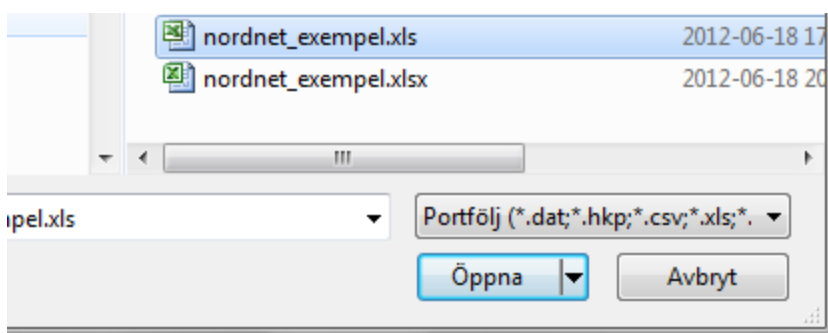 nordnet_exempel.xls 2012-06-18 17
nordnet_exempel.xlsx 2012-06-18 20
mpel.xls Portfölj (*.dat;*.hkp;*.csv;*.xls;*.
Öppna Avbryt